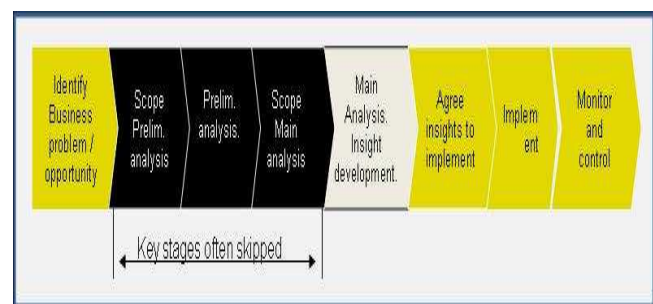 Identify
Business
problem /
opportunity
Scope
Prelim.
analysis
Prelim.
analysis.
Scope
Main
analysis
Main
Analysis.
Insight
development.
Agree
insights to
implement
Implem
ent
Monitor
and
control
Key stages often skipped